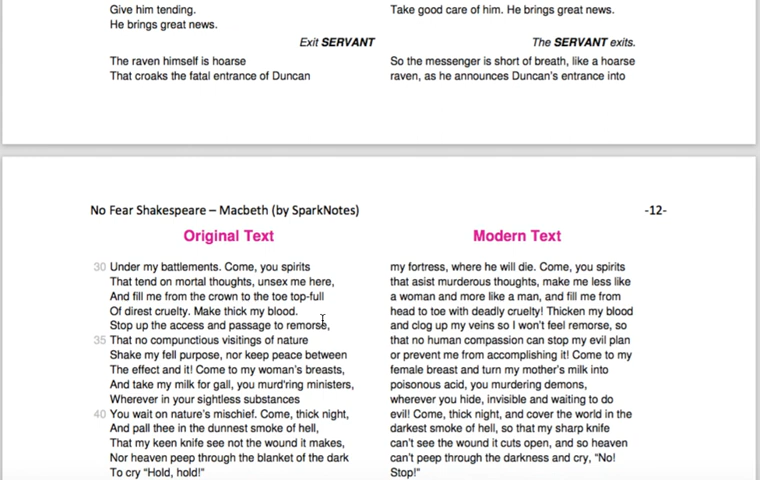 Give him tending.
He brings great news.
Exit SERVANT
The raven himself is hoarse
That croaks the fatal entrance of Duncan
Take good care of him. He brings great news.
The SERVANT exits.
So the messenger is short of breath, like a hoarse
raven, as he announces Duncan's entrance into
No Fear Shakespeare – Macbeth (by SparkNotes)
-12-
Original Text
30 Under my battlements. Come, you spirits
That tend on mortal thoughts, unsex me here,
And fill me from the crown to the toe top-full
Of direst cruelty. Make thick my blood.
Stop up the access and passage to remorse,
35 That no compunctious visitings of nature
Shake my fell purpose, nor keep peace between
The effect and it! Come to my woman's breasts,
And take my milk for gall, you murd'ring ministers,
Wherever in your sightless substances
40 You wait on nature's mischief. Come, thick night,
And pall thee in the dunnest smoke of hell,
That my keen knife see not the wound it makes,
Nor heaven peep through the blanket of the dark
To cry “Hold, hold!”
Modern Text
my fortress, where he will die. Come, you spirits
that asist murderous thoughts, make me less like
a woman and more like a man, and fill me from
head to toe with deadly cruelty! Thicken my blood
and clog up my veins so I won't feel remorse, so
that no human compassion can stop my evil plan
or prevent me from accomplishing it! Come to my
female breast and turn my mother's milk into
poisonous acid, you murdering demons,
wherever you hide, invisible and waiting to do
evil! Come, thick night, and cover the world in the
darkest smoke of hell, so that my sharp knife
can't see the wound it cuts open, and so heaven
can't peep through the darkness and cry, “No!
Stop!”